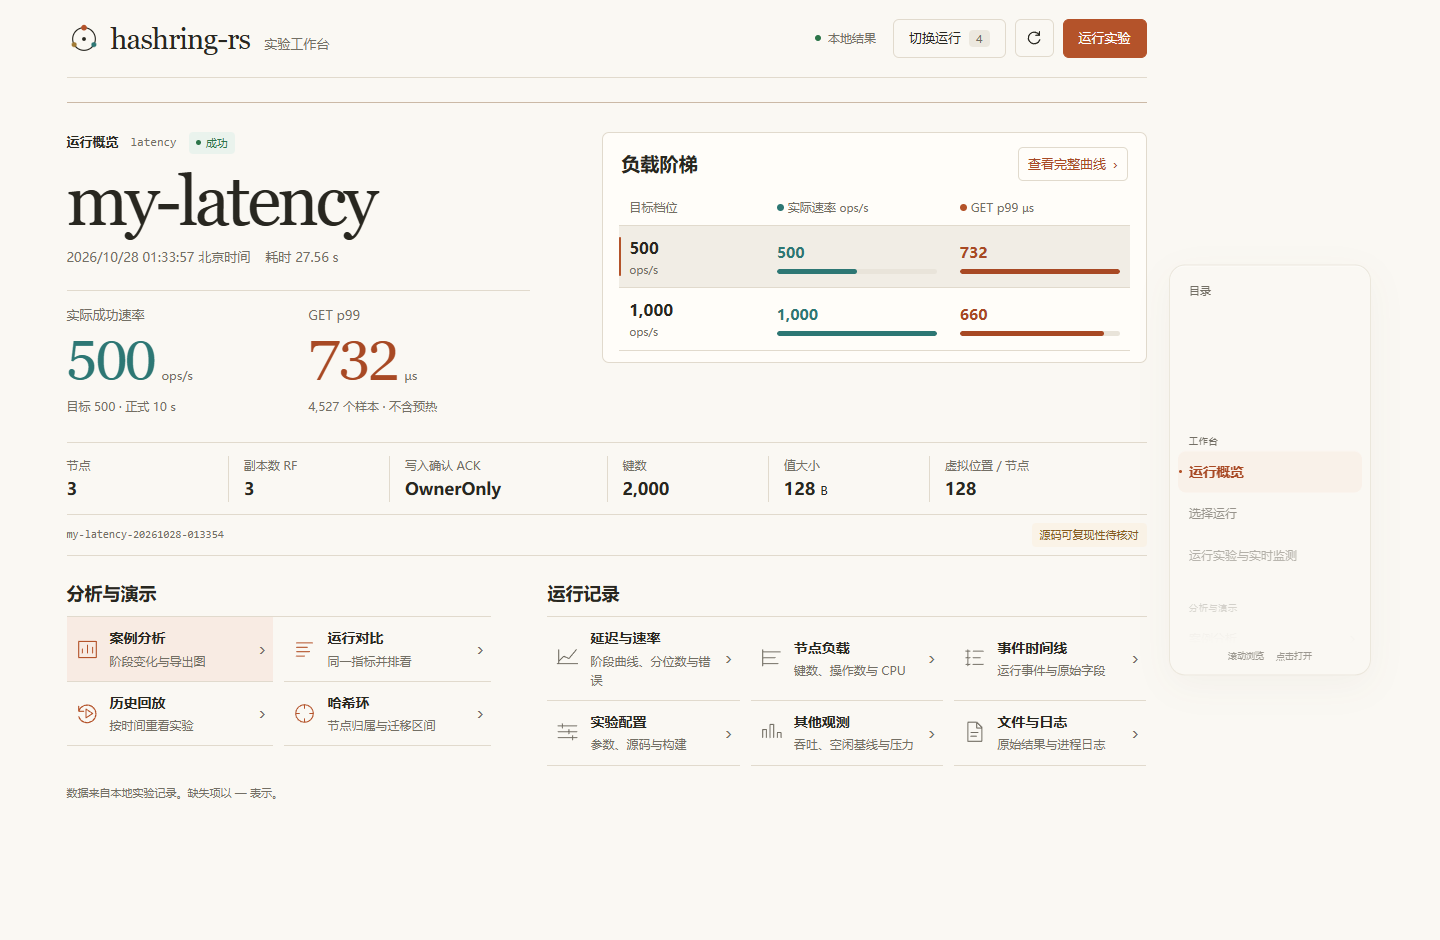 hashring-rs 实验工作台
本地结果
切换运行 4
运行实验
运行概览 latency 成功
my-latency
2026/10/28 01:33:57 北京时间 耗时 27.56 s
实际成功速率
500 ops/s
目标 500 · 正式 10 s
GET p99
732 µs
4,527 个样本 · 不含预热
负载阶梯
查看完整曲线 ›
目标档位 实际速率 ops/s GET p99 µs
500 500 732
ops/s
1,000 1,000 660
ops/s
节点
3
副本数 RF
3
写入确认 ACK
OwnerOnly
键数
2,000
值大小
128 B
虚拟位置 / 节点
128
my-latency-20261028-013354
源码可复现性待核对
分析与演示
案例分析
阶段变化与导出图
运行对比
同一指标并排看
历史回放
按时间重看实验
哈希环
节点归属与迁移区间
运行记录
延迟与速率
阶段曲线、分位数与错
误
节点负载
键数、操作数与 CPU
事件时间线
运行事件与原始字段
实验配置
参数、源码与构建
其他观测
吞吐、空闲基线与压力
文件与日志
原始结果与进程日志
数据来自本地实验记录。缺失项以 — 表示。
目录
工作台
运行概览
选择运行
运行实验与实时监测
分析与演示
滚动浏览 点击打开